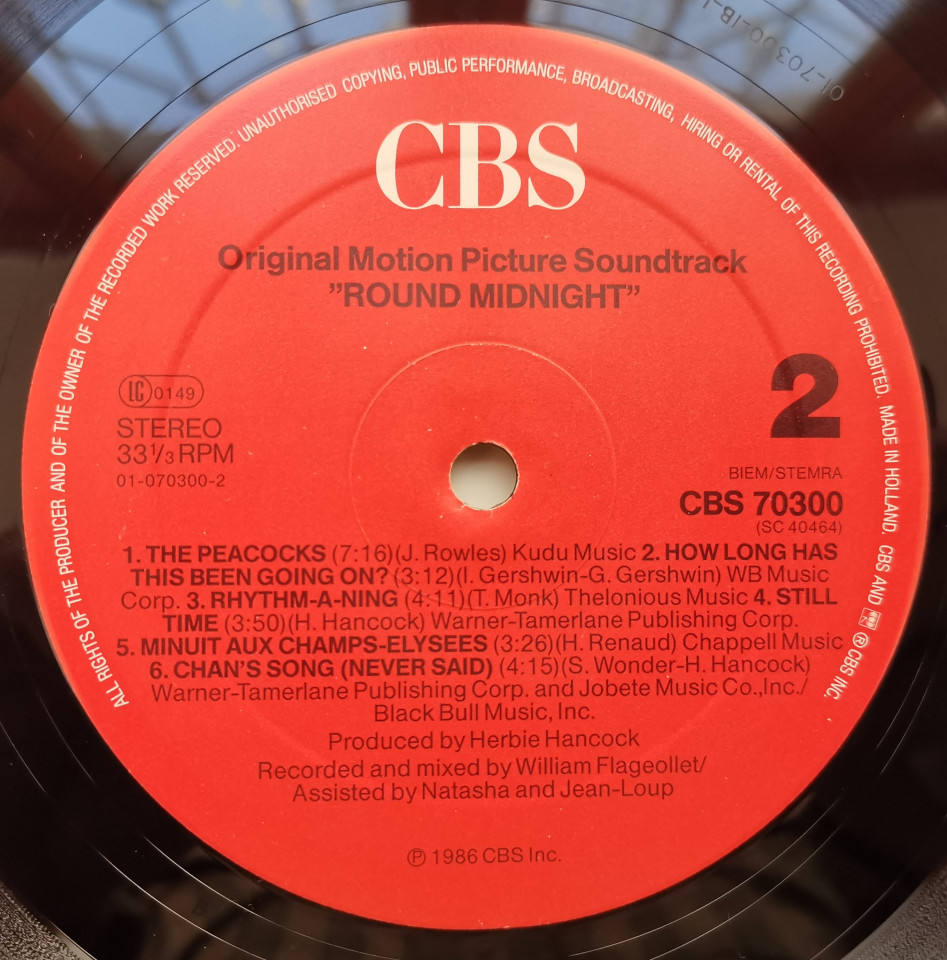 ALL RIGHTS OF THE PRODUCER AND OF THE OWNER OF THE RECORDED WORK RESERVED. UNAUTHORISED COPYING, PUBLIC PERFORMANCE, BROADCASTING, HIRING OR RENTAL OF THIS RECORDING PROHIBITED. MADE IN HOLLAND. CBS AND ℗ CBS INC.
CBS
Original Motion Picture Soundtrack
"ROUND MIDNIGHT"
LC 0149
STEREO
33 1/3 RPM
01-070300-2
2
BIEM/STEMRA
CBS 70300
(SC 40464)
1. THE PEACOCKS (7:16)(J. Rowles) Kudu Music 2. HOW LONG HAS
THIS BEEN GOING ON? (3:12)(I. Gershwin-G. Gershwin) WB Music
Corp. 3. RHYTHM-A-NING (4:11)(T. Monk) Thelonious Music 4. STILL
TIME (3:50)(H. Hancock) Warner-Tamerlane Publishing Corp.
5. MINUIT AUX CHAMPS-ELYSEES (3:26)(H. Renaud) Chappell Music
6. CHAN'S SONG (NEVER SAID) (4:15)(S. Wonder-H. Hancock)
Warner-Tamerlane Publishing Corp. and Jobete Music Co.,Inc./
Black Bull Music, Inc.
Produced by Herbie Hancock
Recorded and mixed by William Flageollet/
Assisted by Natasha and Jean-Loup
℗ 1986 CBS Inc.